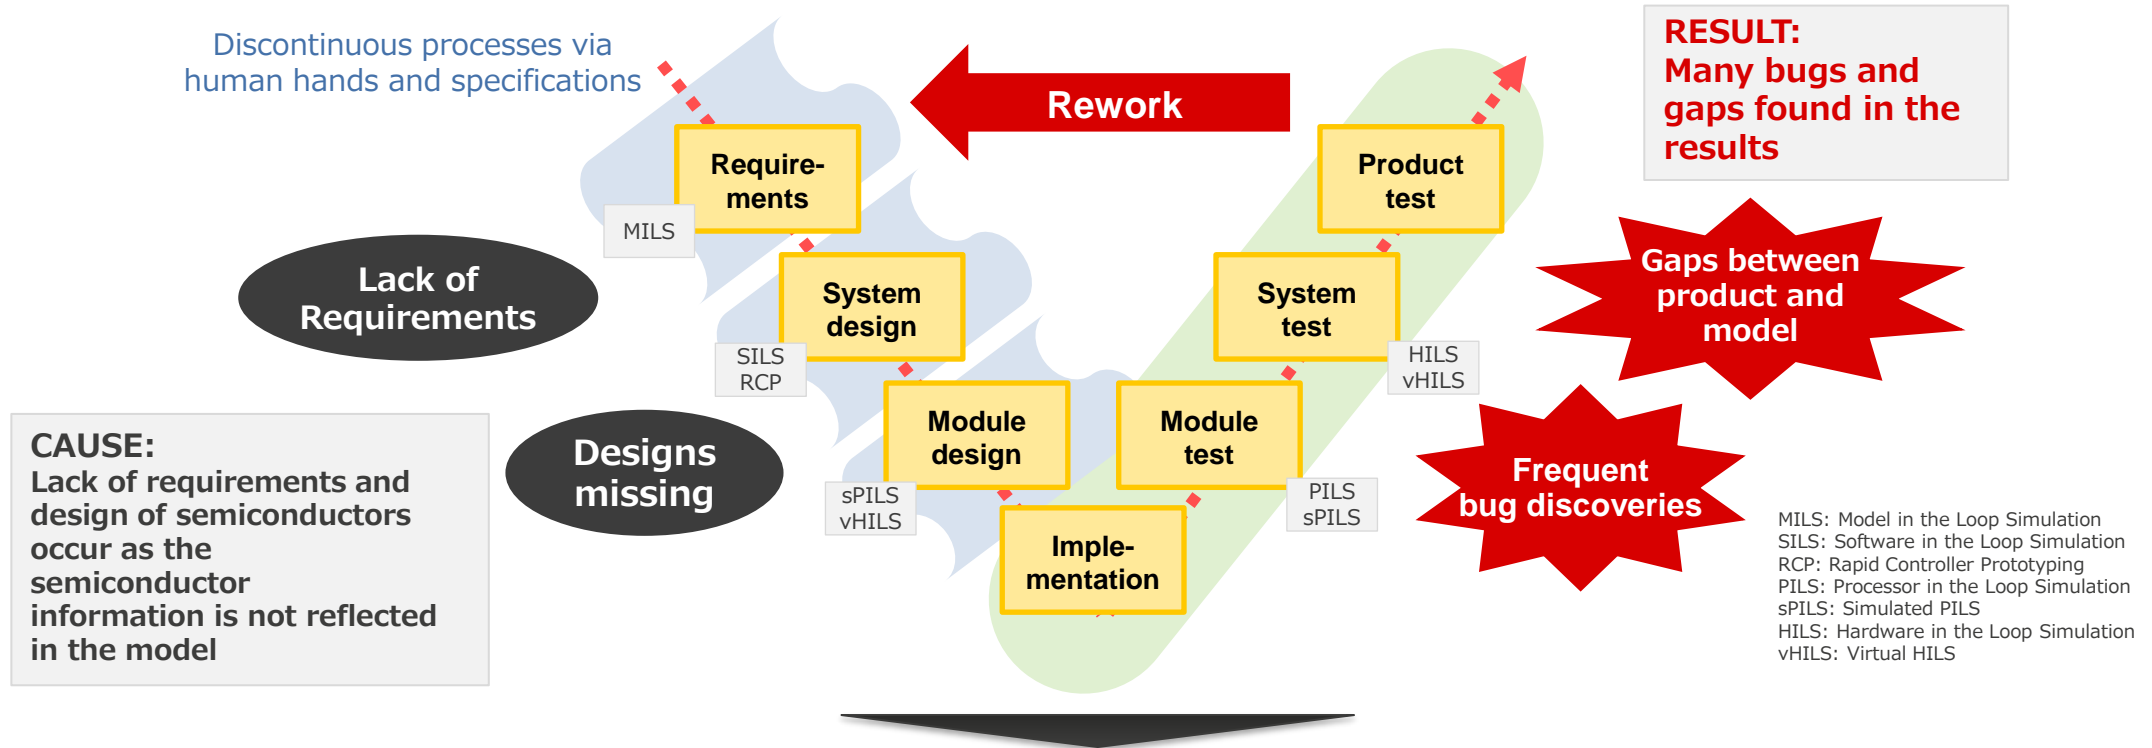 Discontinuous processes via
human hands and specifications
Rework
RESULT:
Many bugs and
gaps found in the
results
Require-
ments
MILS
Product
test
Lack of
Requirements
System
design
SILS
RCP
System
test
HILS
vHILS
Gaps between
product and
model
CAUSE:
Lack of requirements and
design of semiconductors
occur as the
semiconductor
information is not reflected
in the model
Designs
missing
Module
design
sPILS
vHILS
Module
test
PILS
sPILS
Frequent
bug discoveries
Imple-
mentation
MILS: Model in the Loop Simulation
SILS: Software in the Loop Simulation
RCP: Rapid Controller Prototyping
PILS: Processor in the Loop Simulation
sPILS: Simulated PILS
HILS: Hardware in the Loop Simulation
vHILS: Virtual HILS